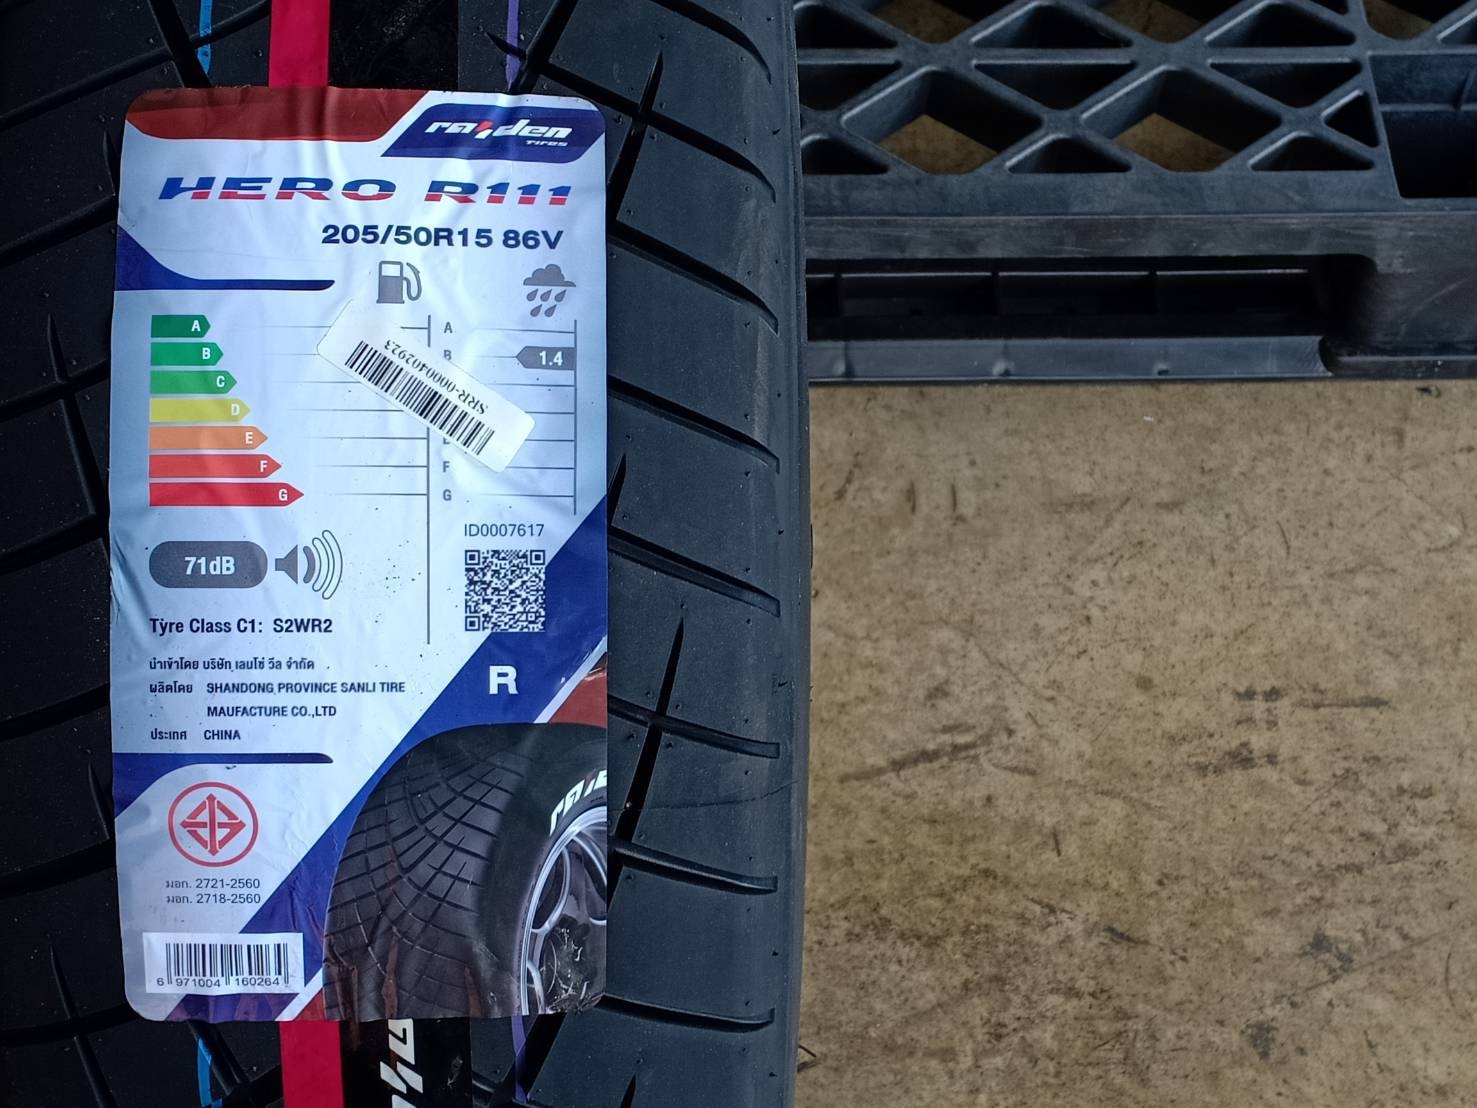 raiden
TIRES
HERO R111
205/50R15 86V
A
B
C
D
E
F
G
A
B
F
G
1.4
SRR-0000402923
ID0007617
71dB
Tyre Class C1: S2WR2
นำเข้าโดย บริษัท เลนโซ่ วีล จำกัด
ผลิตโดย SHANDONG PROVINCE SANLI TIRE
MAUFACTURE CO.,LTD
ประเทศ CHINA
R
มอก. 2721-2560
มอก. 2718-2560
6 971004 160264